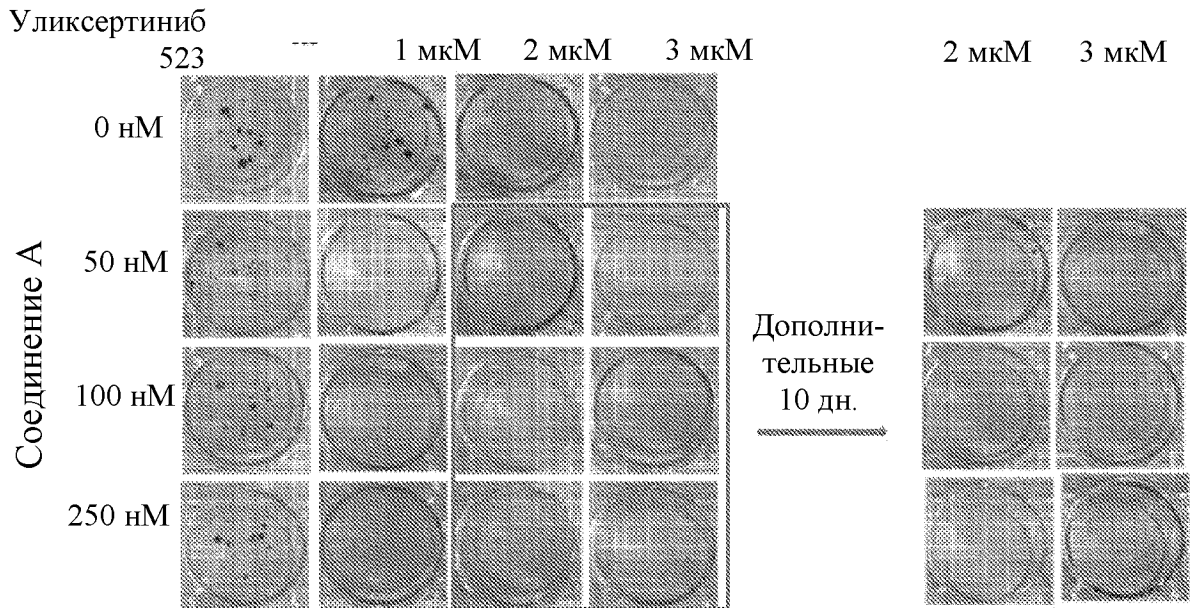 Уликсертиниб
523 --- 1 мкМ 2 мкМ 3 мкМ 2 мкМ 3 мкМ
0 нМ
50 нМ
100 нМ
250 нМ
Соединение А
Дополни-
тельные
10 дн.